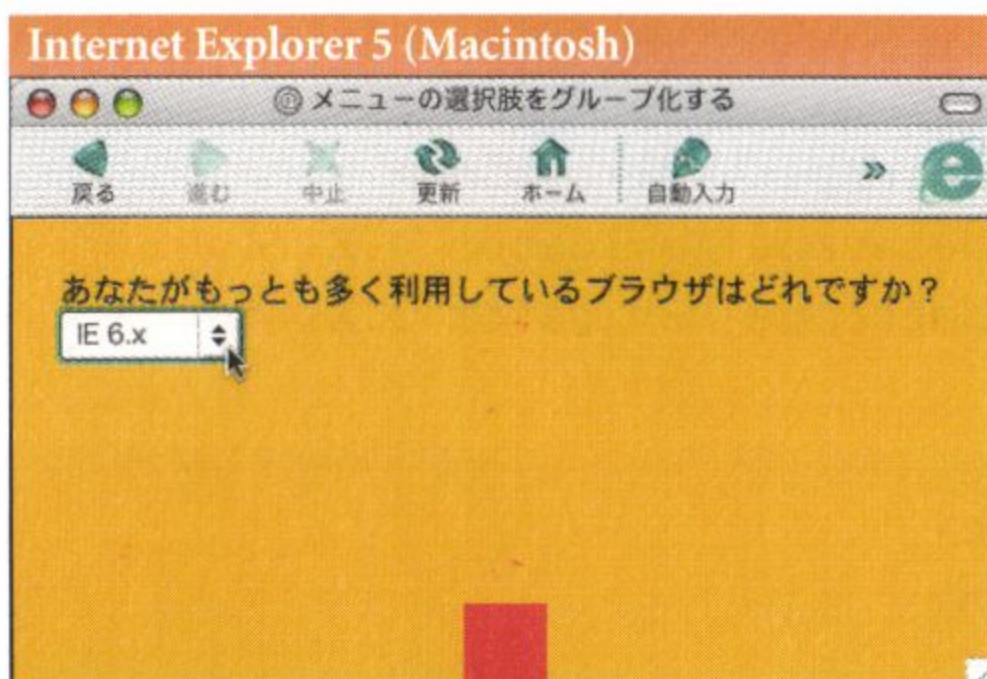 Internet Explorer 5 (Macintosh)
@ メニューの選択肢をグループ化する
戻る 進む 中止 更新 ホーム 自動入力 »
あなたがもっとも多く利用しているブラウザはどれですか？
IE 6.x